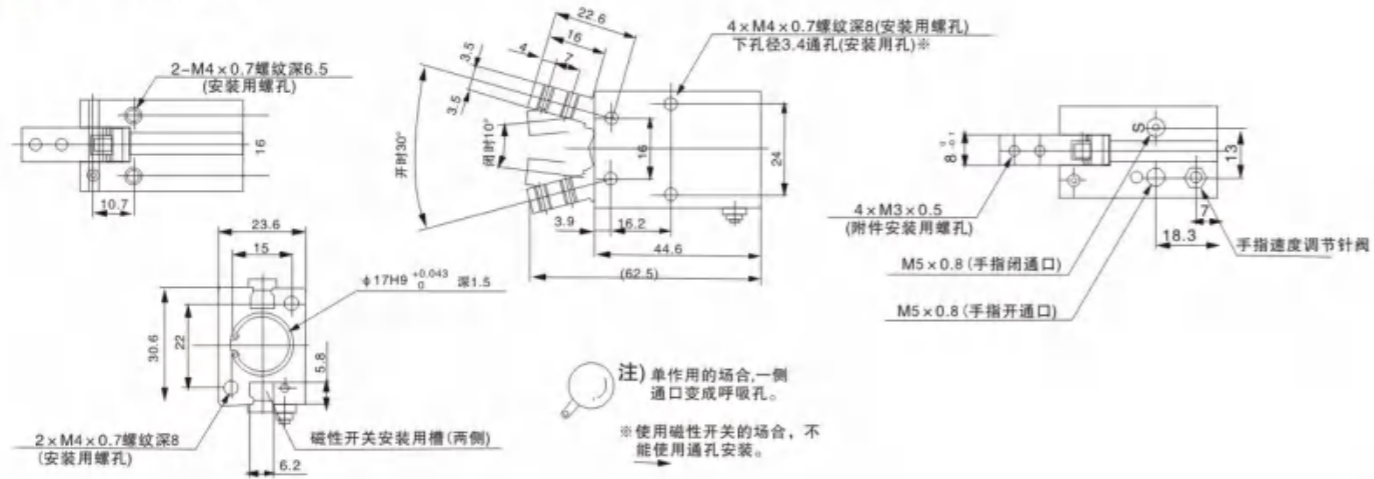 2-M4×0.7螺纹深6.5
(安装用螺孔)
16
10.7
22.6
16
4
7
3.5
3.5
开时30°
闭时10°
4×M4×0.7螺纹深8(安装用螺孔)
下孔径3.4通孔(安装用孔)※
16
24
3.9
16.2
44.6
(62.5)
8 0 -0.1
S
13
7
18.3
4×M3×0.5
(附件安装用螺孔)
手指速度调节针阀
M5×0.8(手指闭通口)
M5×0.8(手指开通口)
23.6
15
φ17H9 +0.043 0 深1.5
30.6
22
5.8
2×M4×0.7螺纹深8
(安装用螺孔)
磁性开关安装用槽(两侧)
6.2
注) 单作用的场合,一侧
通口变成呼吸孔。
※使用磁性开关的场合，不
能使用通孔安装。